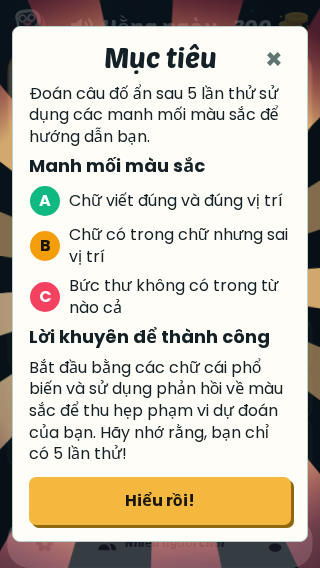 Mục tiêu
Đoán câu đố ẩn sau 5 lần thử sử
dụng các manh mối màu sắc để
hướng dẫn bạn.
Manh mối màu sắc
A Chữ viết đúng và đúng vị trí
B Chữ có trong chữ nhưng sai
vị trí
C Bức thư không có trong từ
nào cả
Lời khuyên để thành công
Bắt đầu bằng các chữ cái phổ
biến và sử dụng phản hồi về màu
sắc để thu hẹp phạm vi dự đoán
của bạn. Hãy nhớ rằng, bạn chỉ
có 5 lần thử!
Hiểu rồi!